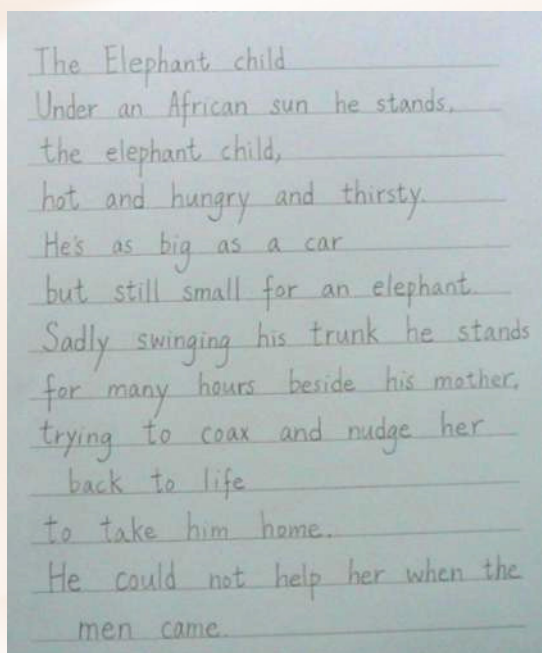 The Elephant child
Under an African sun he stands,
the elephant child,
hot and hungry and thirsty.
He's as big as a car
but still small for an elephant.
Sadly swinging his trunk he stands
for many hours beside his mother,
trying to coax and nudge her
back to life
to take him home.
He could not help her when the
men came.